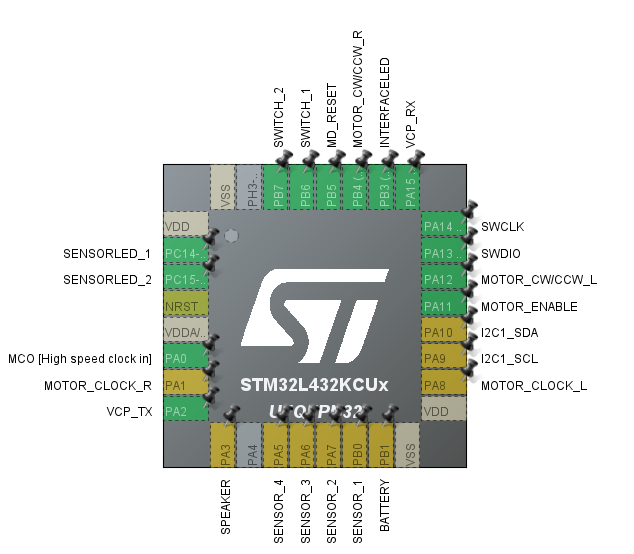 SWITCH_2
SWITCH_1
MD_RESET
MOTOR_CW/CCW_R
INTERFACELED
VCP_RX
VSS
PH3-..
PB7
PB6
PB5
PB4 (..
PB3 (..
PA15 ..
VDD
SENSORLED_1
PC14-..
SENSORLED_2
PC15-..
NRST
VDDA/..
MCO [High speed clock in]
PA0
MOTOR_CLOCK_R
PA1
VCP_TX
PA2
PA14 ..
SWCLK
PA13 ..
SWDIO
PA12
MOTOR_CW/CCW_L
PA11
MOTOR_ENABLE
PA10
I2C1_SDA
PA9
I2C1_SCL
PA8
MOTOR_CLOCK_L
VDD
ST
STM32L432KCUx
PA3
PA4
PA5
PA6
PA7
PB0
PB1
VSS
SPEAKER
SENSOR_4
SENSOR_3
SENSOR_2
SENSOR_1
BATTERY